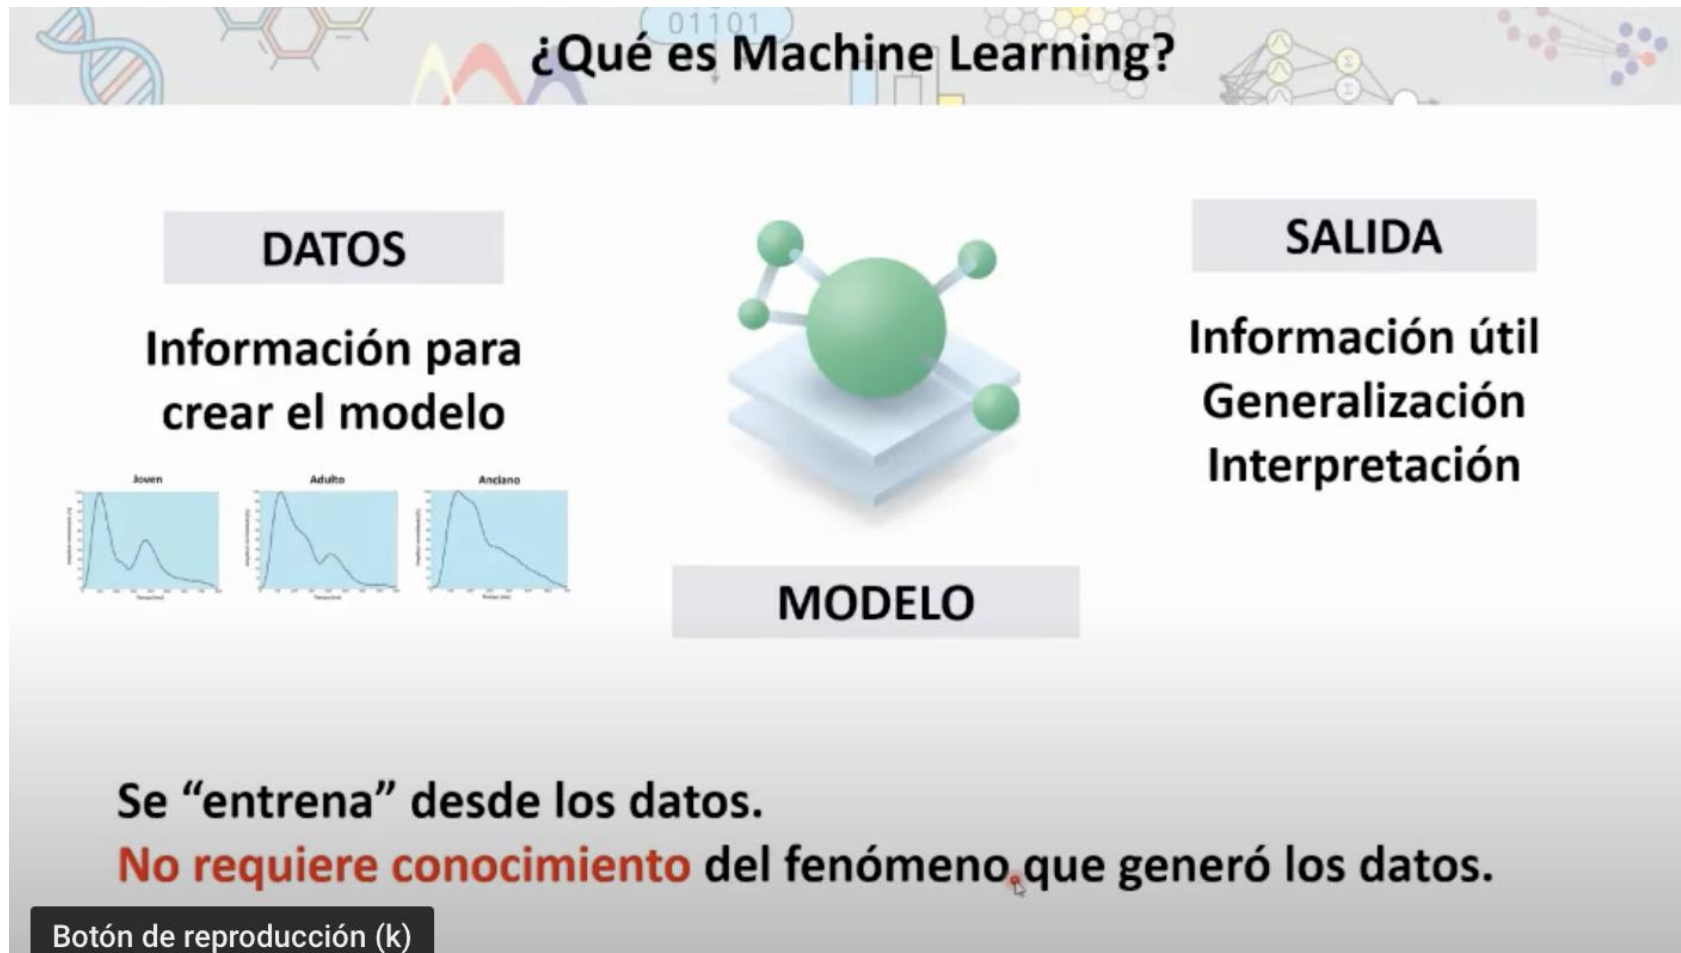 01101
¿Qué es Machine Learning?
DATOS
Información para
crear el modelo
Joven
Adulto
Anciano
MODELO
SALIDA
Información útil
Generalización
Interpretación
Se “entrena” desde los datos.
No requiere conocimiento del fenómeno que generó los datos.
Botón de reproducción (k)